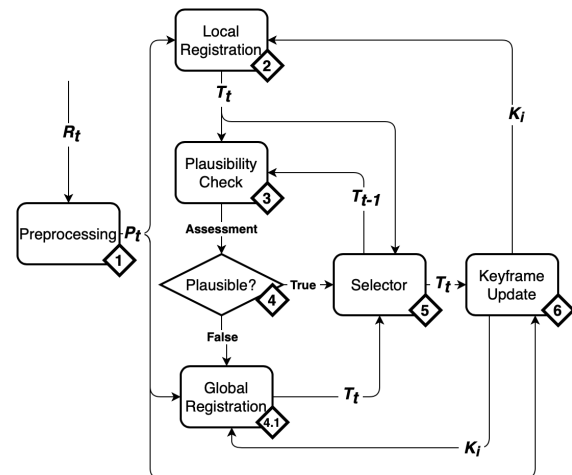 Local
Registration
2
T_t
K_i
R_t
Plausibility
Check
3
T_{t-1}
Assessment
Preprocessing
1
P_t
Plausible?
4
True
Selector
5
T_t
Keyframe
Update
6
False
Global
Registration
4.1
T_t
K_i